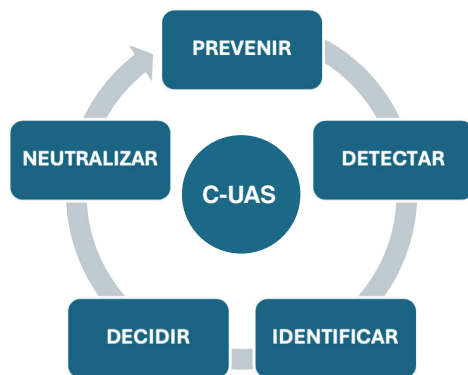 PREVENIR
DETECTAR
IDENTIFICAR
DECIDIR
NEUTRALIZAR
C-UAS